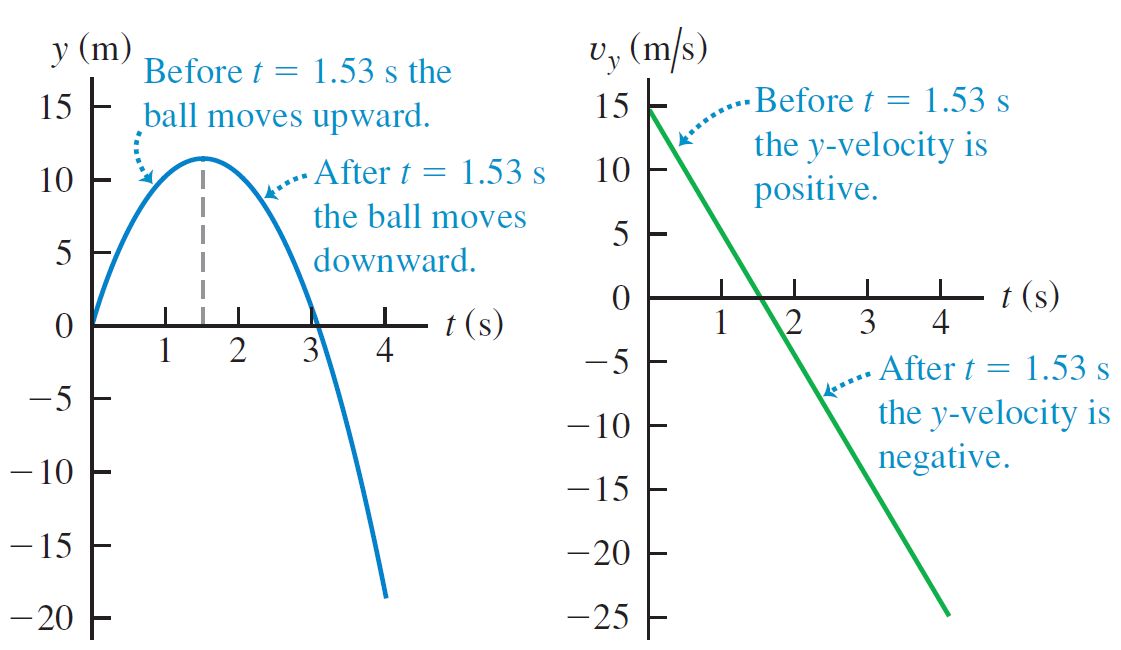 y (m)
Before t = 1.53 s the
ball moves upward.
15
10
5
0
−5
−10
−15
−20
After t = 1.53 s
the ball moves
downward.
1 2 3 4
t (s)
υy (m/s)
15
10
5
0
−5
−10
−15
−20
−25
Before t = 1.53 s
the y-velocity is
positive.
1 2 3 4
t (s)
After t = 1.53 s
the y-velocity is
negative.